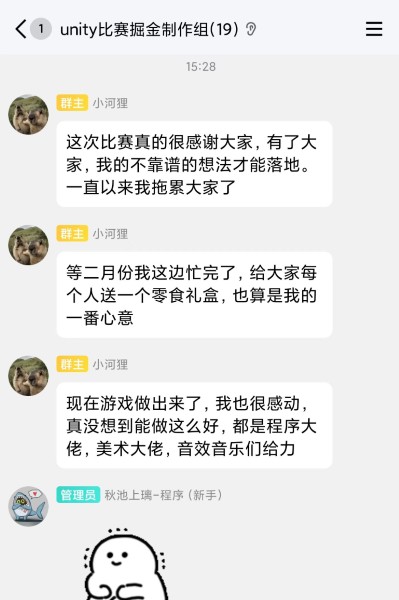 1 unity比赛掘金制作组(19)
15:28
群主 小河狸
这次比赛真的很感谢大家，有了大
家，我的不靠谱的想法才能落地。
一直以来我拖累大家了
群主 小河狸
等二月份我这边忙完了，给大家每
个人送一个零食礼盒，也算是我的
一番心意
群主 小河狸
现在游戏做出来了，我也很感动，
真没想到能做这么好，都是程序大
佬，美术大佬，音效音乐们给力
管理员 秋池上璃-程序（新手）